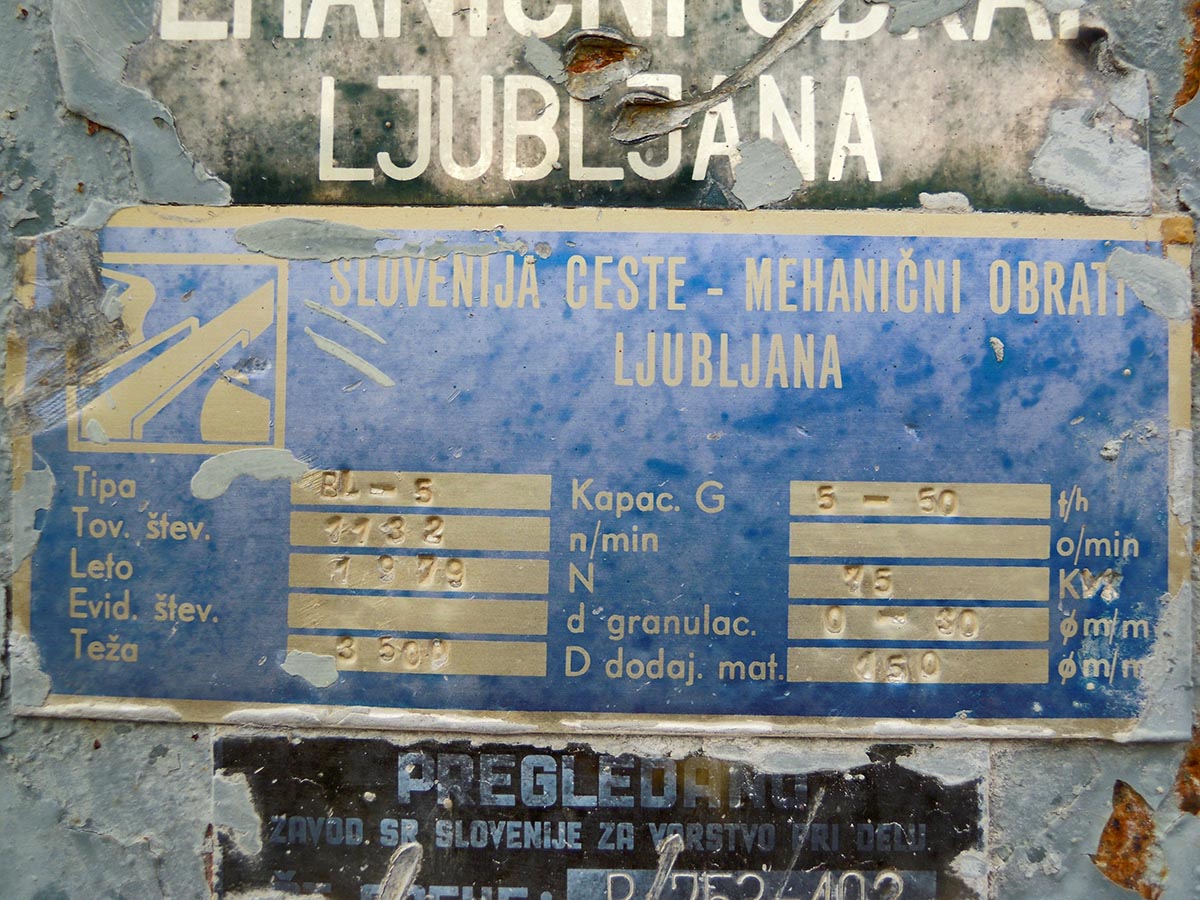 LJUBLJANA
SLOVENIJA CESTE - MEHANIČNI OBRATI
LJUBLJANA
Tipa BL-5 Kapac. G 5-50 t/h
Tov. štev. 1132 n/min o/min
Leto 1979 N 75 KW
Evid. štev. d granulac. 0-30 ϕ m/m
Teža 3500 D dodaj. mat. 150 ϕ m/m
PREGLEDANO
ZAVOD SR SLOVENIJE ZA VARSTVO PRI DELU